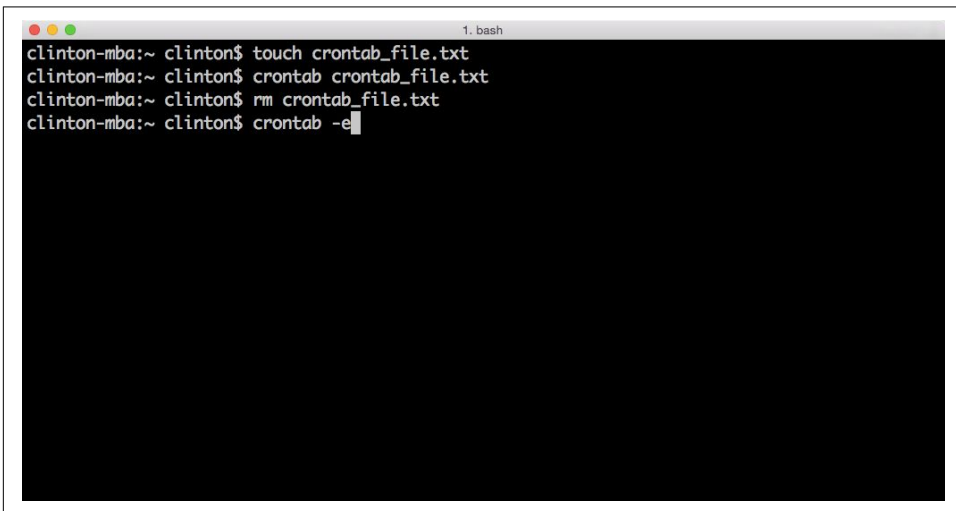 1. bash
clinton-mba:~ clinton$ touch crontab_file.txt
clinton-mba:~ clinton$ crontab crontab_file.txt
clinton-mba:~ clinton$ rm crontab_file.txt
clinton-mba:~ clinton$ crontab -e